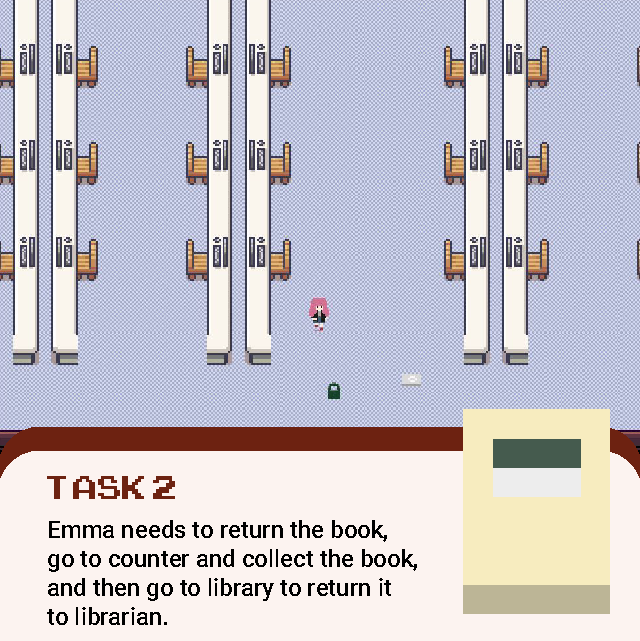 TASK 2
Emma needs to return the book,
go to counter and collect the book,
and then go to library to return it
to librarian.